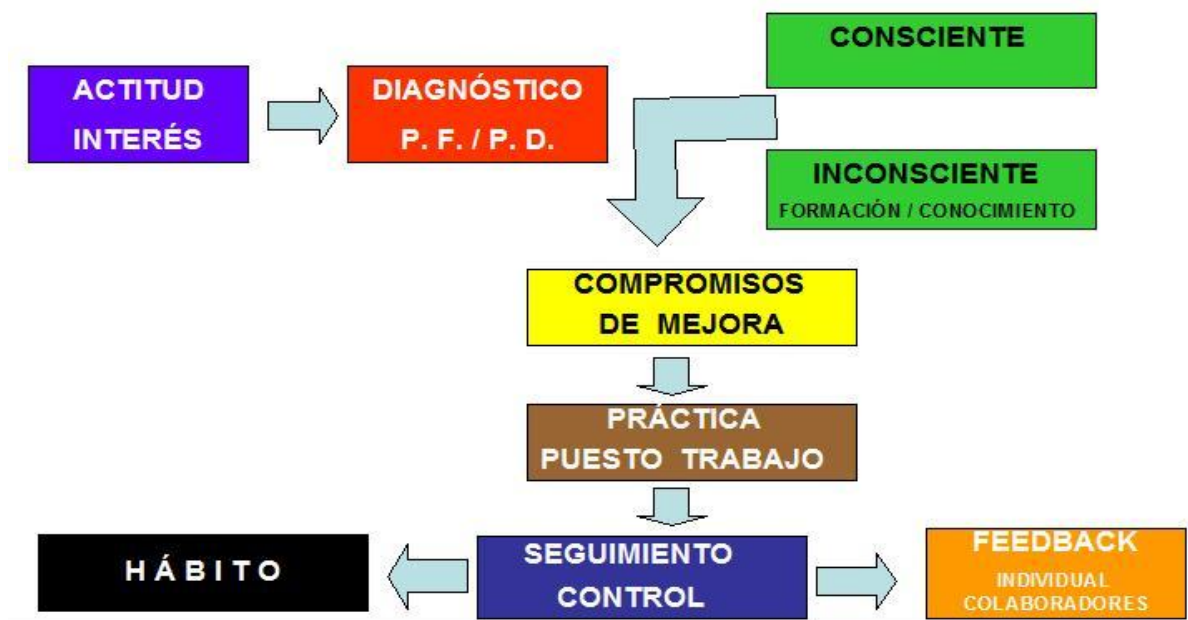 CONSCIENTE
ACTITUD
INTERÉS
DIAGNÓSTICO
P. F. / P. D.
INCONSCIENTE
FORMACIÓN / CONOCIMIENTO
COMPROMISOS
DE MEJORA
PRÁCTICA
PUESTO TRABAJO
HÁBITO
SEGUIMIENTO
CONTROL
FEEDBACK
INDIVIDUAL
COLABORADORES